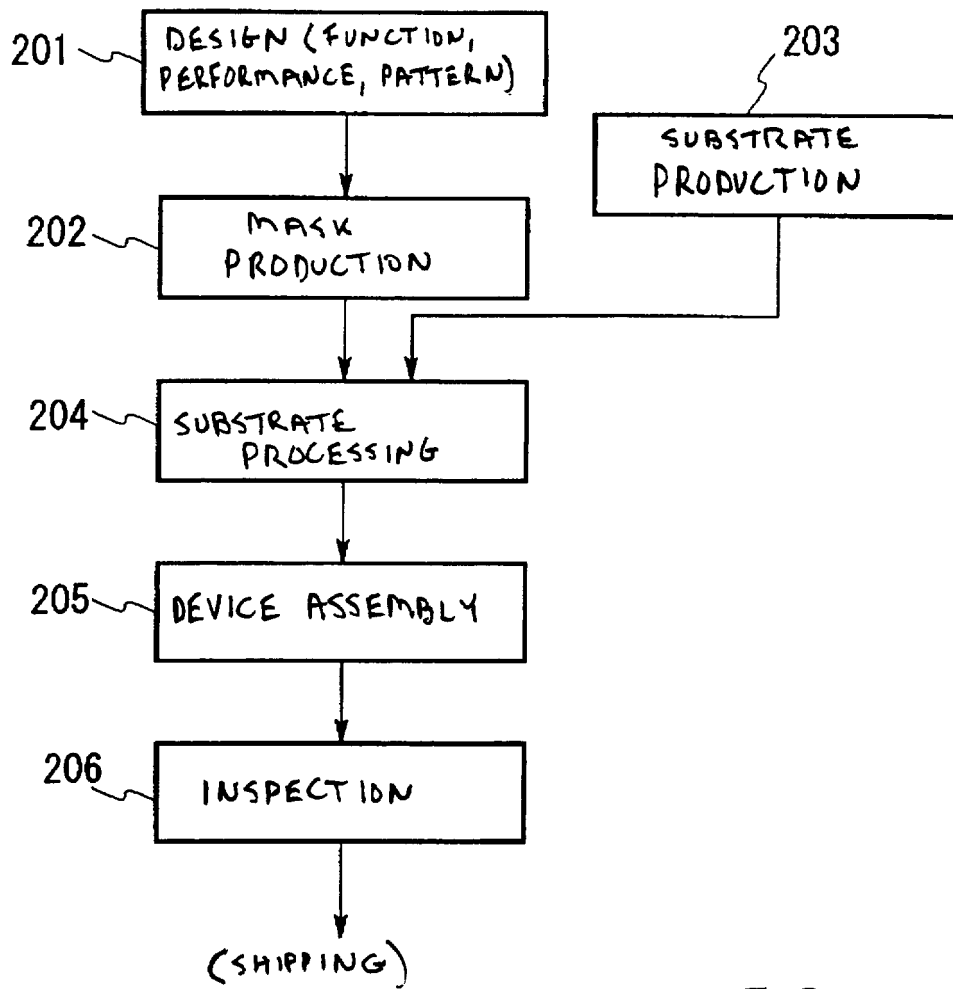 201
DESIGN (FUNCTION,
PERFORMANCE, PATTERN)
203
SUBSTRATE
PRODUCTION
202
MASK
PRODUCTION
204
SUBSTRATE
PROCESSING
205
DEVICE ASSEMBLY
206
INSPECTION
(SHIPPING)